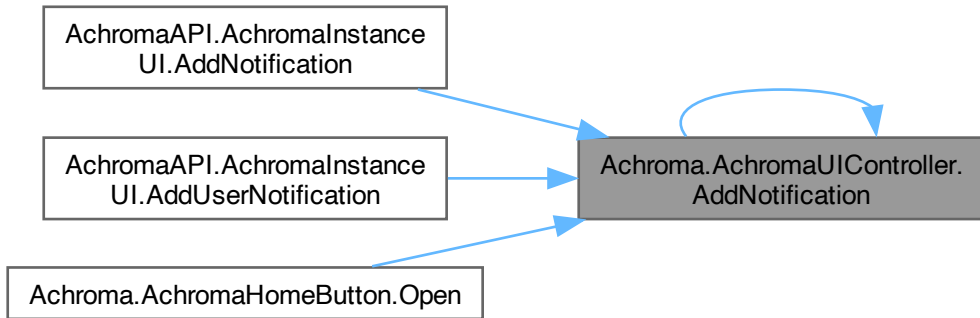 AchromaAPI.AchromaInstance
UI.AddNotification
AchromaAPI.AchromaInstance
UI.AddUserNotification
Achroma.AchromaHomeButton.Open
Achroma.AchromaUIController.
AddNotification